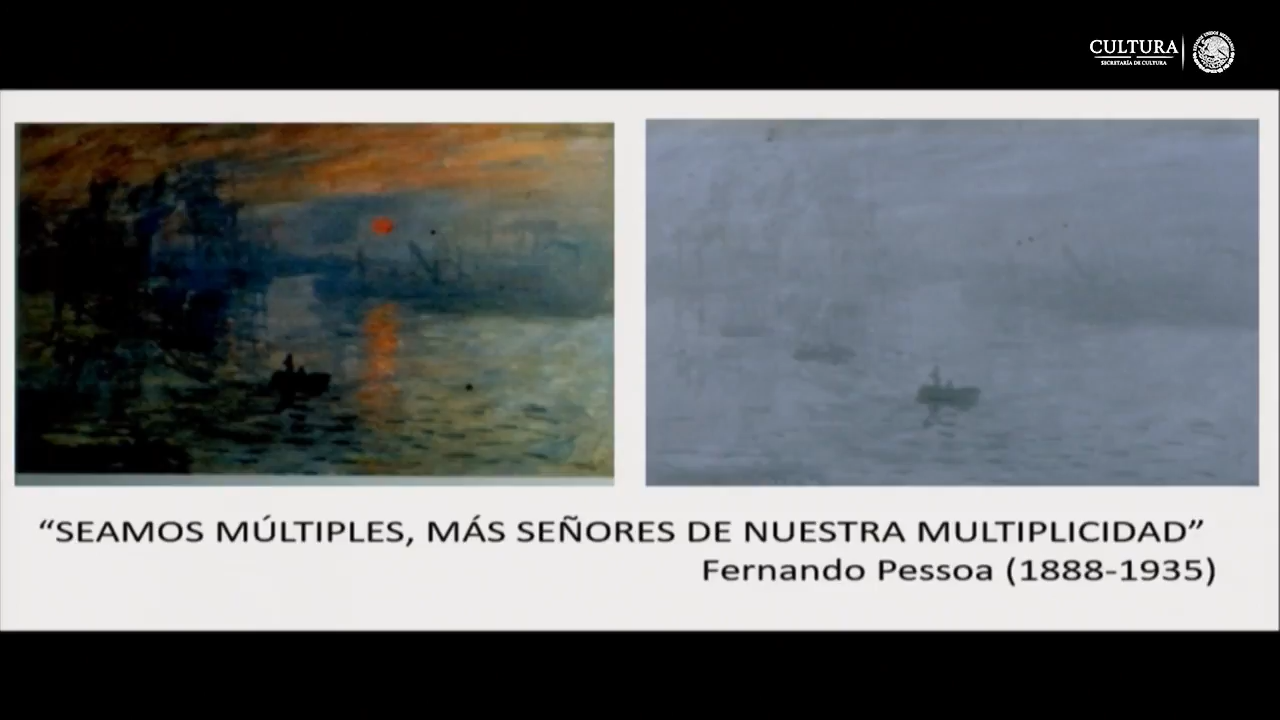 CULTURA
SECRETARÍA DE CULTURA
“SEAMOS MÚLTIPLES, MÁS SEÑORES DE NUESTRA MULTIPLICIDAD”
Fernando Pessoa (1888-1935)